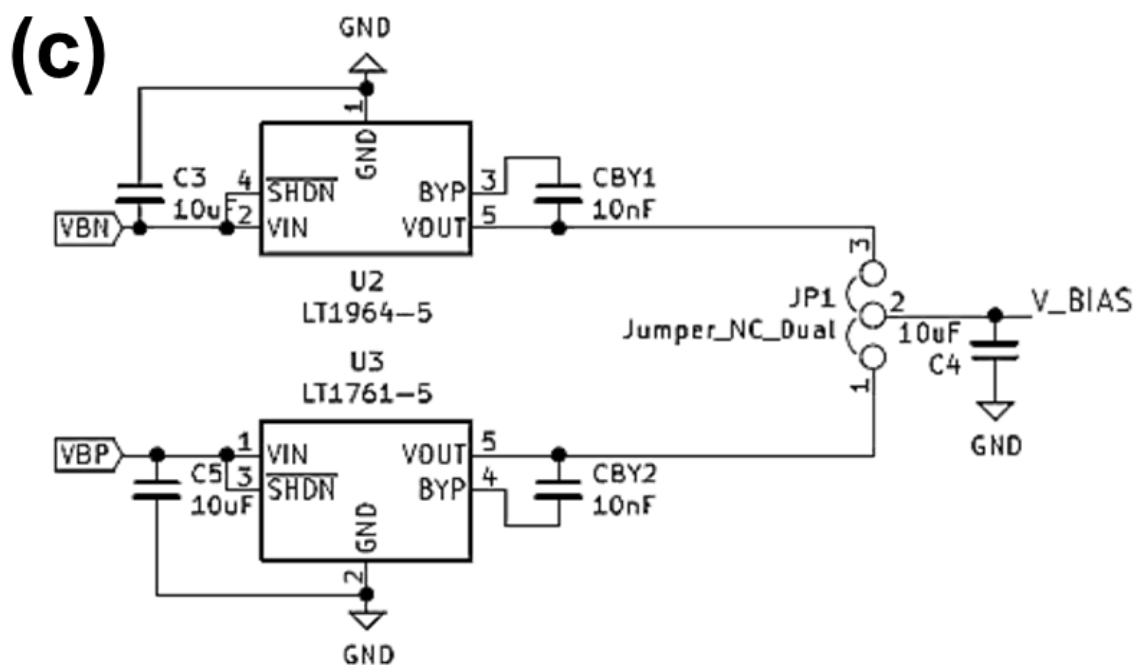 (c)
GND
1
GND
C3
10uF
4
SHDN
BYP
3
CBY1
10nF
VBN
2
VIN
VOUT
5
U2
LT1964-5
3
JP1
Jumper_NC_Dual
2
V_BIAS
10uF
C4
1
GND
U3
LT1761-5
VBP
1
VIN
VOUT
5
C5
10uF
3
SHDN
BYP
4
CBY2
10nF
GND
2
GND